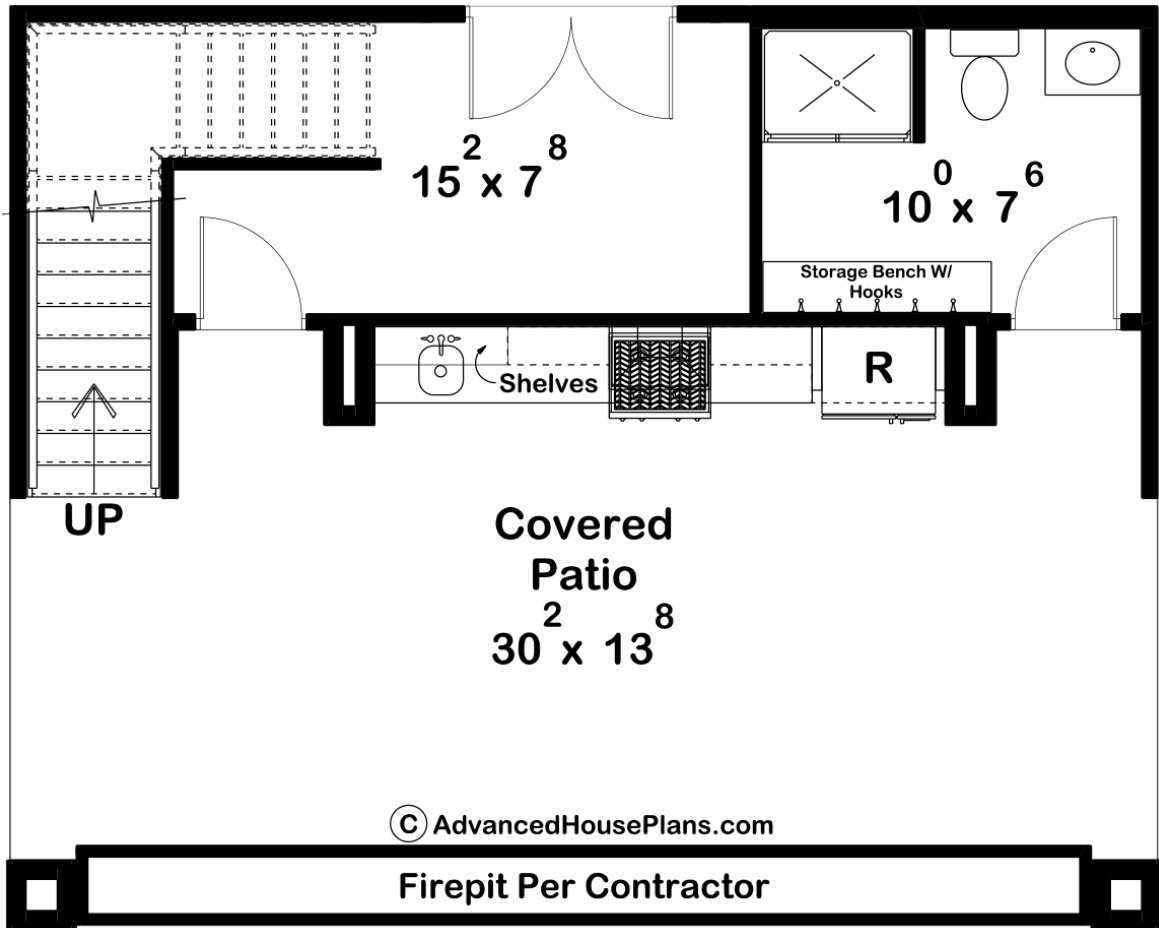 15² x 7⁸
10⁰ x 7⁶
Storage Bench W/
Hooks
Shelves
R
UP
Covered
Patio
30² x 13⁸
© AdvancedHousePlans.com
Firepit Per Contractor